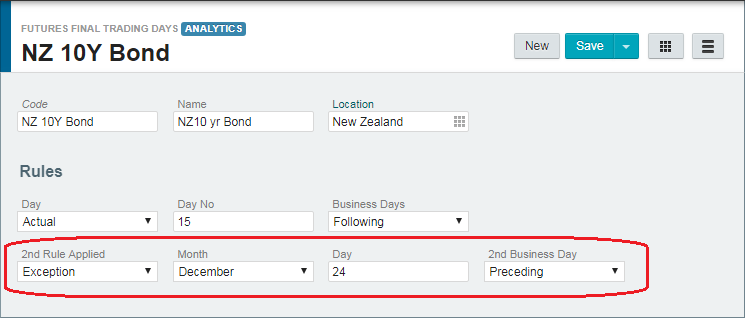 FUTURES FINAL TRADING DAYS ANALYTICS
NZ 10Y Bond
New Save
Code Name Location
NZ 10Y Bond NZ10 yr Bond New Zealand
Rules
Day Day No Business Days
Actual 15 Following
2nd Rule Applied Month Day 2nd Business Day
Exception December 24 Preceding